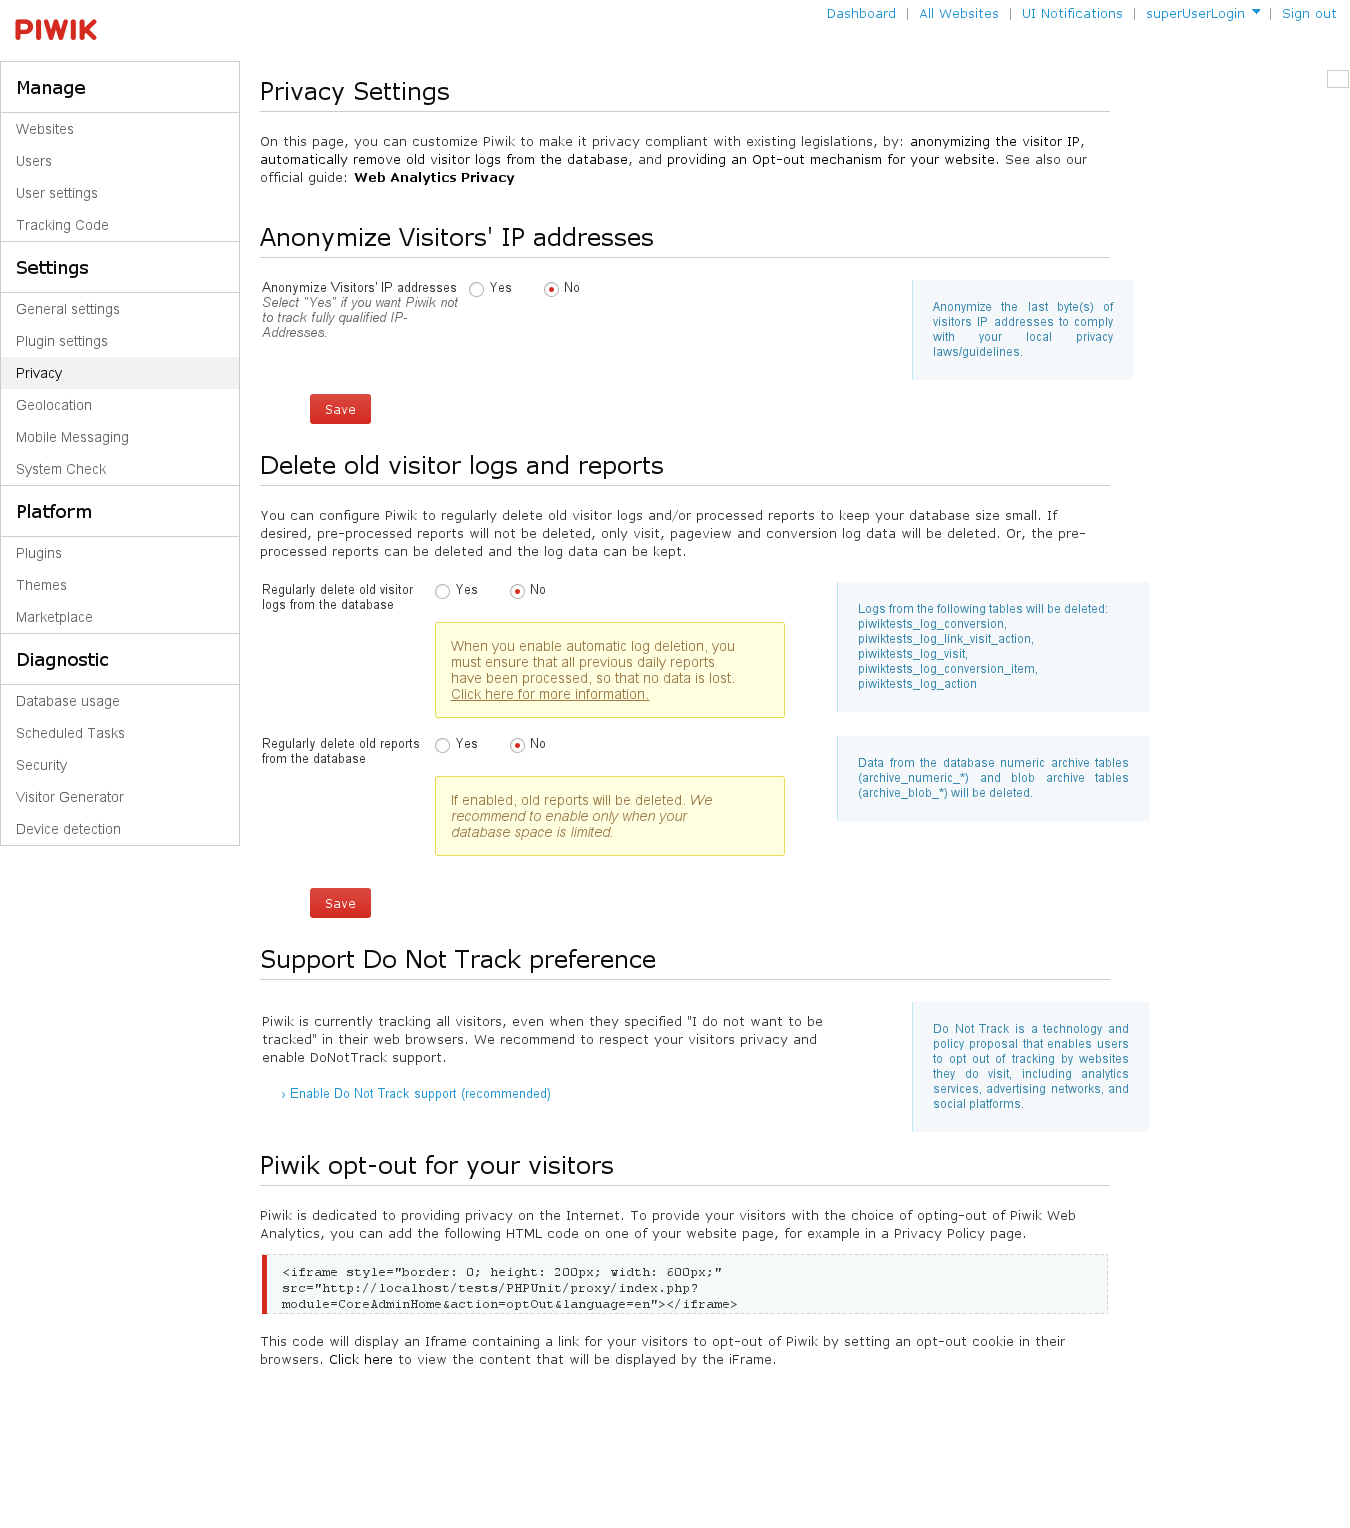 PIWIK
Dashboard | All Websites | UI Notifications | superUserLogin | Sign out
Manage
Websites
Users
User settings
Tracking Code
Settings
General settings
Plugin settings
Privacy
Geolocation
Mobile Messaging
System Check
Platform
Plugins
Themes
Marketplace
Diagnostic
Database usage
Scheduled Tasks
Security
Visitor Generator
Device detection
Privacy Settings
On this page, you can customize Piwik to make it privacy compliant with existing legislations, by: anonymizing the visitor IP,
automatically remove old visitor logs from the database, and providing an Opt-out mechanism for your website. See also our
official guide: Web Analytics Privacy
Anonymize Visitors' IP addresses
Anonymize Visitors' IP addresses
Select "Yes" if you want Piwik not
to track fully qualified IP-
Addresses.
Yes No
Anonymize the last byte(s) of
visitors IP addresses to comply
with your local privacy
laws/guidelines.
Save
Delete old visitor logs and reports
You can configure Piwik to regularly delete old visitor logs and/or processed reports to keep your database size small. If
desired, pre-processed reports will not be deleted, only visit, pageview and conversion log data will be deleted. Or, the pre-
processed reports can be deleted and the log data can be kept.
Regularly delete old visitor
logs from the database
Yes No
When you enable automatic log deletion, you
must ensure that all previous daily reports
have been processed, so that no data is lost.
Click here for more information.
Logs from the following tables will be deleted:
piwiktests_log_conversion,
piwiktests_log_link_visit_action,
piwiktests_log_visit,
piwiktests_log_conversion_item,
piwiktests_log_action
Regularly delete old reports
from the database
Yes No
If enabled, old reports will be deleted. We
recommend to enable only when your
database space is limited.
Data from the database numeric archive tables
(archive_numeric_*) and blob archive tables
(archive_blob_*) will be deleted.
Save
Support Do Not Track preference
Piwik is currently tracking all visitors, even when they specified "I do not want to be
tracked" in their web browsers. We recommend to respect your visitors privacy and
enable DoNotTrack support.
› Enable Do Not Track support (recommended)
Do Not Track is a technology and
policy proposal that enables users
to opt out of tracking by websites
they do visit, including analytics
services, advertising networks, and
social platforms.
Piwik opt-out for your visitors
Piwik is dedicated to providing privacy on the Internet. To provide your visitors with the choice of opting-out of Piwik Web
Analytics, you can add the following HTML code on one of your website page, for example in a Privacy Policy page.
<iframe style="border: 0; height: 200px; width: 600px;"
src="http://localhost/tests/PHPUnit/proxy/index.php?
module=CoreAdminHome&action=optOut&language=en"></iframe>
This code will display an Iframe containing a link for your visitors to opt-out of Piwik by setting an opt-out cookie in their
browsers. Click here to view the content that will be displayed by the iFrame.